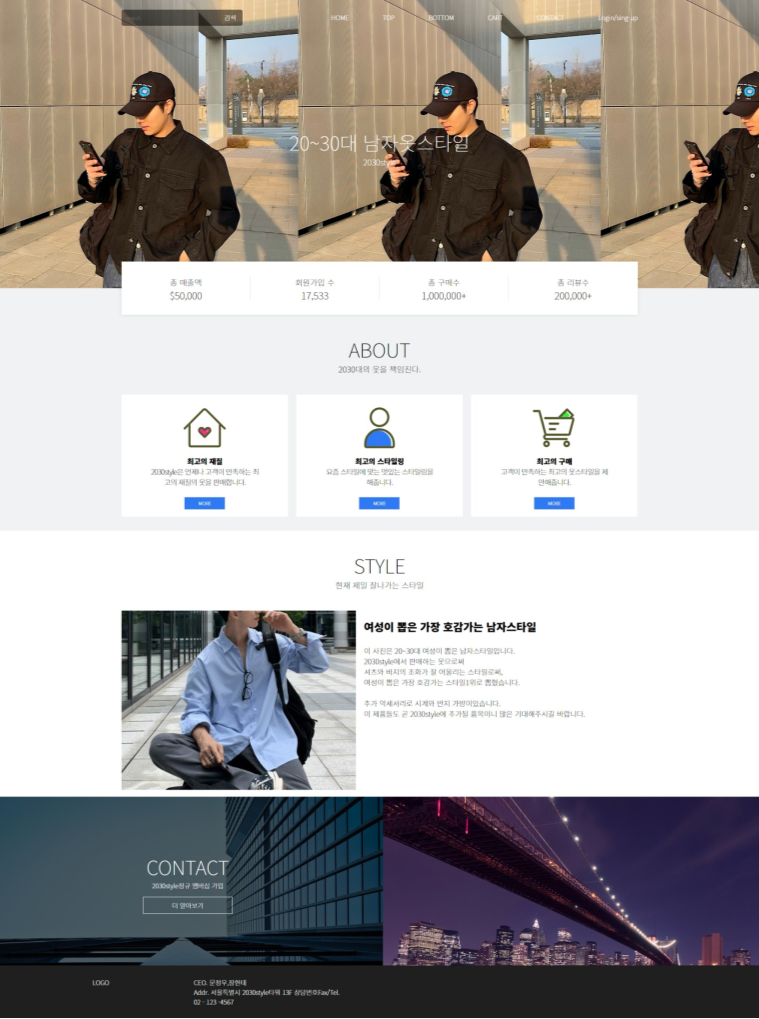 검색
HOME TOP BOTTOM CART CONTACT Login/sing up
20~30대 남자옷스타일
2030style
총 매출액 회원가입 수 총 구매수 총 리뷰수
$50,000 17,533 1,000,000+ 200,000+
ABOUT
2030대의 옷을 책임진다.
최고의 재질
2030style은 언제나 고객이 만족하는 최
고의 재질의 옷을 판매합니다.
MORE
최고의 스타일링
요즘 스타일에 맞는 멋있는 스타일링을
해줍니다.
MORE
최고의 구매
고객이 만족하는 최고의 옷스타일을 제
안해줍니다.
MORE
STYLE
현재 제일 잘나가는 스타일
여성이 뽑은 가장 호감가는 남자스타일
이 사진은 20~30대 여성이 뽑은 남자스타일입니다.
2030style에서 판매하는 옷으로써
셔츠와 바지의 조화가 잘 어울리는 스타일로써,
여성이 뽑은 가장 호감가는 스타일1위로 뽑혔습니다.
추가 악세서리로 시계와 반지 가방이있습니다.
이 제품들도 곧 2030style에 추가될 품목이니 많은 기대해주시길 바랍니다.
CONTACT
2030style정규 멤버십 가입
더 알아보기
LOGO
CEO. 문정우,장현태
Addr. 서울특별시 2030style타워 13F 상담번호Fax/Tel.
02 - 123 -4567